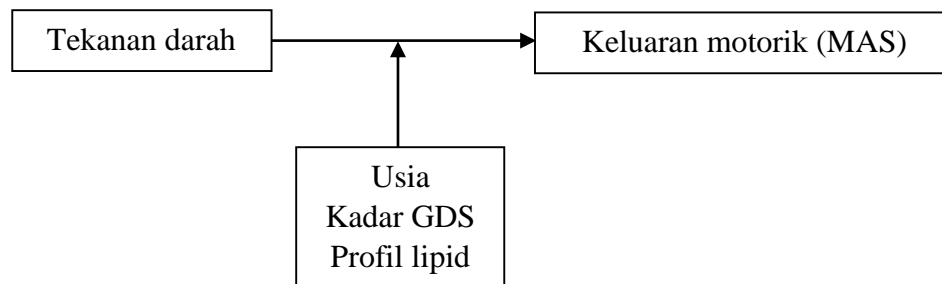 Tekanan darah
Keluaran motorik (MAS)
Usia
Kadar GDS
Profil lipid